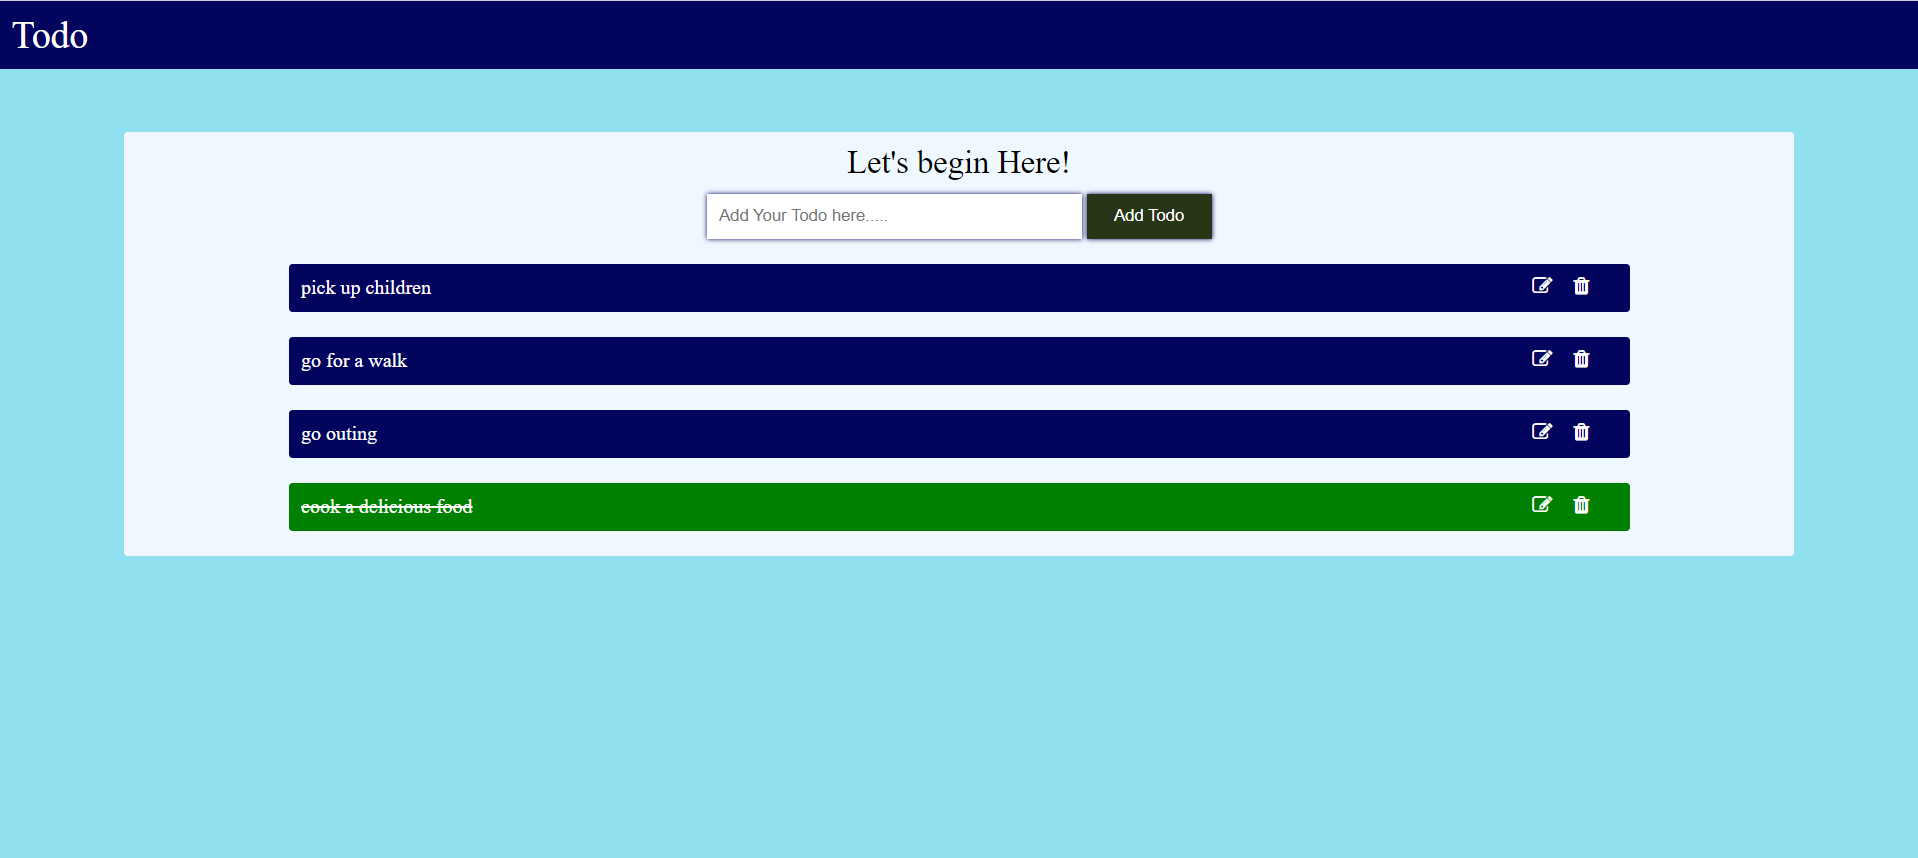 Todo
Let's begin Here!
Add Your Todo here.....
Add Todo
pick up children
go for a walk
go outing
cook a delicious food